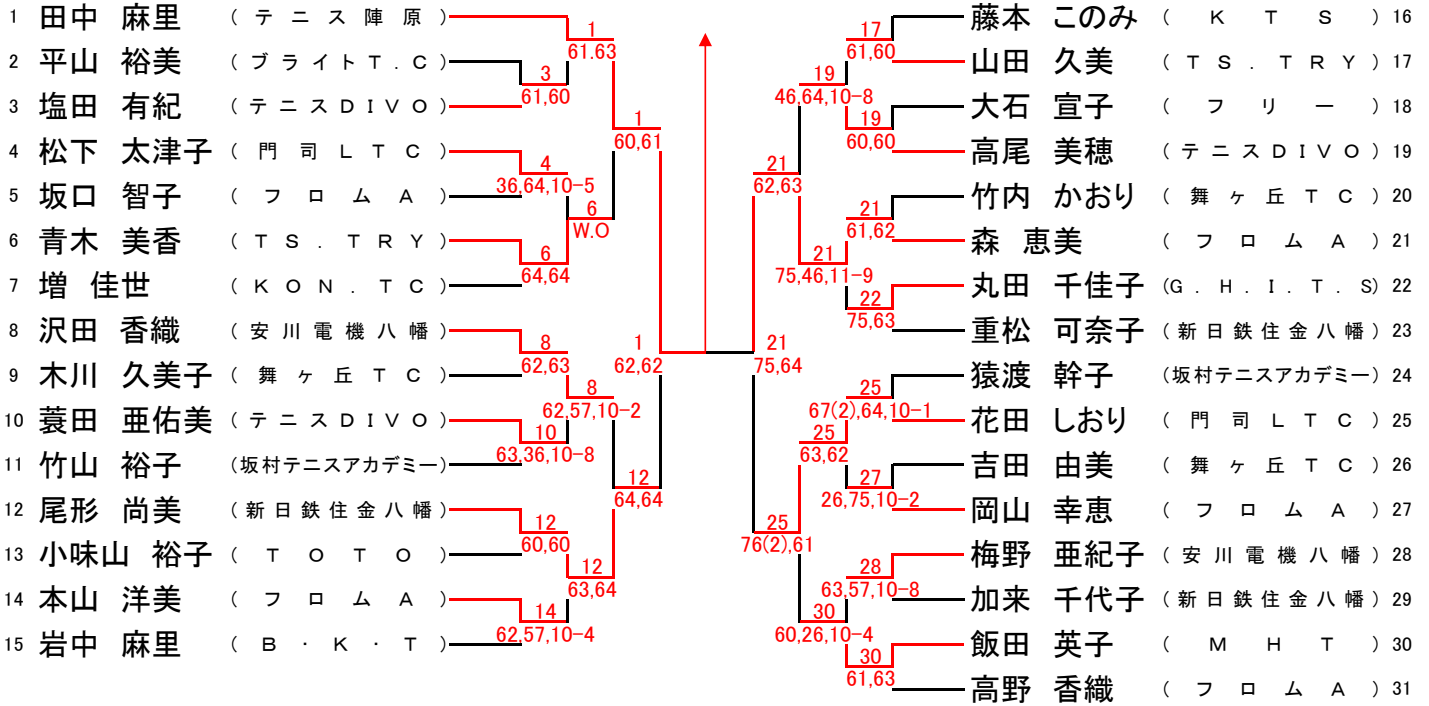 1 田中 麻里 (テニス陣原)
2 平山 裕美 (ブライトT.C)
3 塩田 有紀 (テニスDIVO)
4 松下 太津子 (門司LTC)
5 坂口 智子 (フロムA)
6 青木 美香 (TS.TRY)
7 増 佳世 (KON.TC)
8 沢田 香織 (安川電機八幡)
9 木川 久美子 (舞ヶ丘TC)
10 蓑田 亜佑美 (テニスDIVO)
11 竹山 裕子 (坂村テニスアカデミー)
12 尾形 尚美 (新日鉄住金八幡)
13 小味山 裕子 (TOTO)
14 本山 洋美 (フロムA)
15 岩中 麻里 (B・K・T)
3
61,60
4
36,64,10-5
6
64,64
8
62,63
10
63,36,10-8
12
60,60
14
62,57,10-4
1
61,63
6
W.O
8
62,57,10-2
12
63,64
1
60,61
12
64,64
1
62,62
21
75,64
21
62,63
25
76(2),61
19
46,64,10-8
21
75,46,11-9
25
63,62
30
60,26,10-4
17
61,60
19
60,60
21
61,62
22
75,63
25
67(2),64,10-1
27
26,75,10-2
28
63,57,10-8
30
61,63
藤本 このみ (KTS) 16
山田 久美 (TS.TRY) 17
大石 宣子 (フリー) 18
高尾 美穂 (テニスDIVO) 19
竹内 かおり (舞ヶ丘TC) 20
森 恵美 (フロムA) 21
丸田 千佳子 (G.H.I.T.S) 22
重松 可奈子 (新日鉄住金八幡) 23
猿渡 幹子 (坂村テニスアカデミー) 24
花田 しおり (門司LTC) 25
吉田 由美 (舞ヶ丘TC) 26
岡山 幸恵 (フロムA) 27
梅野 亜紀子 (安川電機八幡) 28
加来 千代子 (新日鉄住金八幡) 29
飯田 英子 (MHT) 30
高野 香織 (フロムA) 31